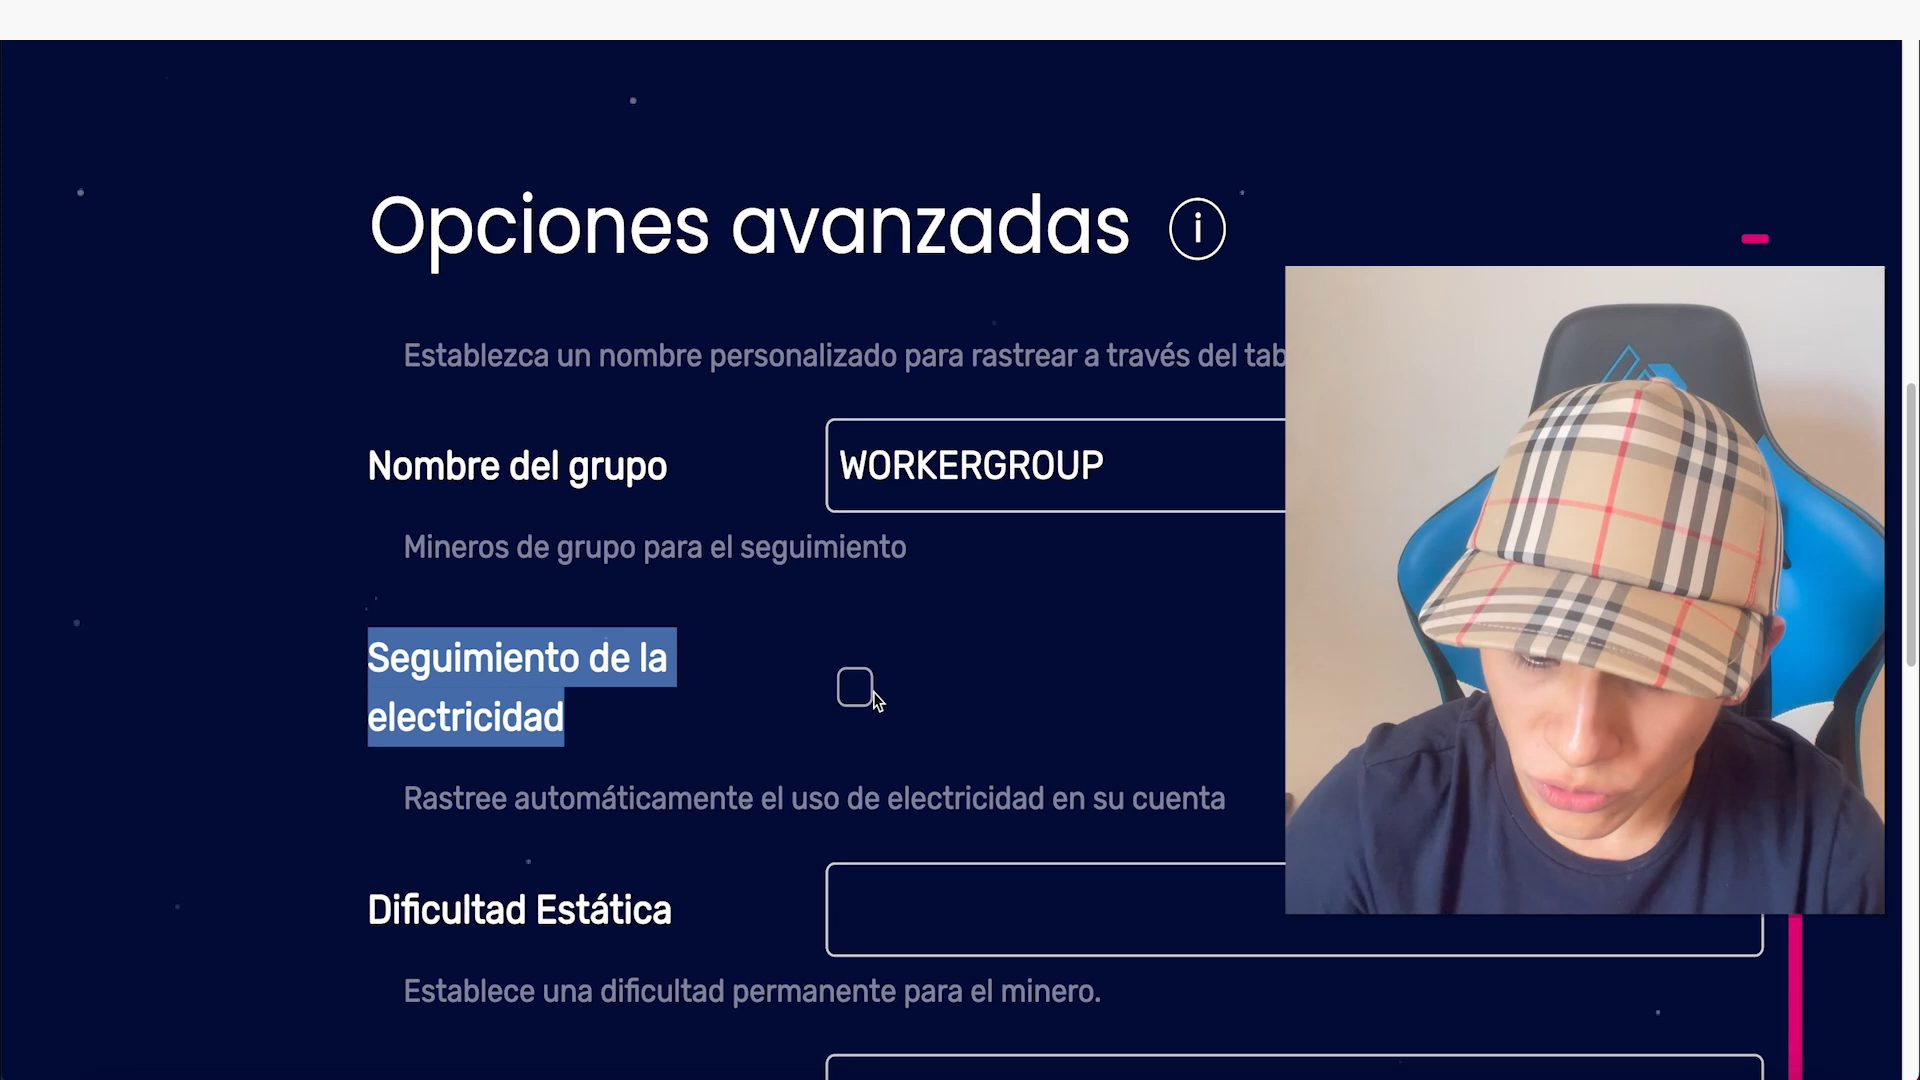 Opciones avanzadas i
Establezca un nombre personalizado para rastrear a través del tab
Nombre del grupo
WORKERGROUP
Mineros de grupo para el seguimiento
Seguimiento de la
electricidad
Rastree automáticamente el uso de electricidad en su cuenta
Dificultad Estática
Establece una dificultad permanente para el minero.